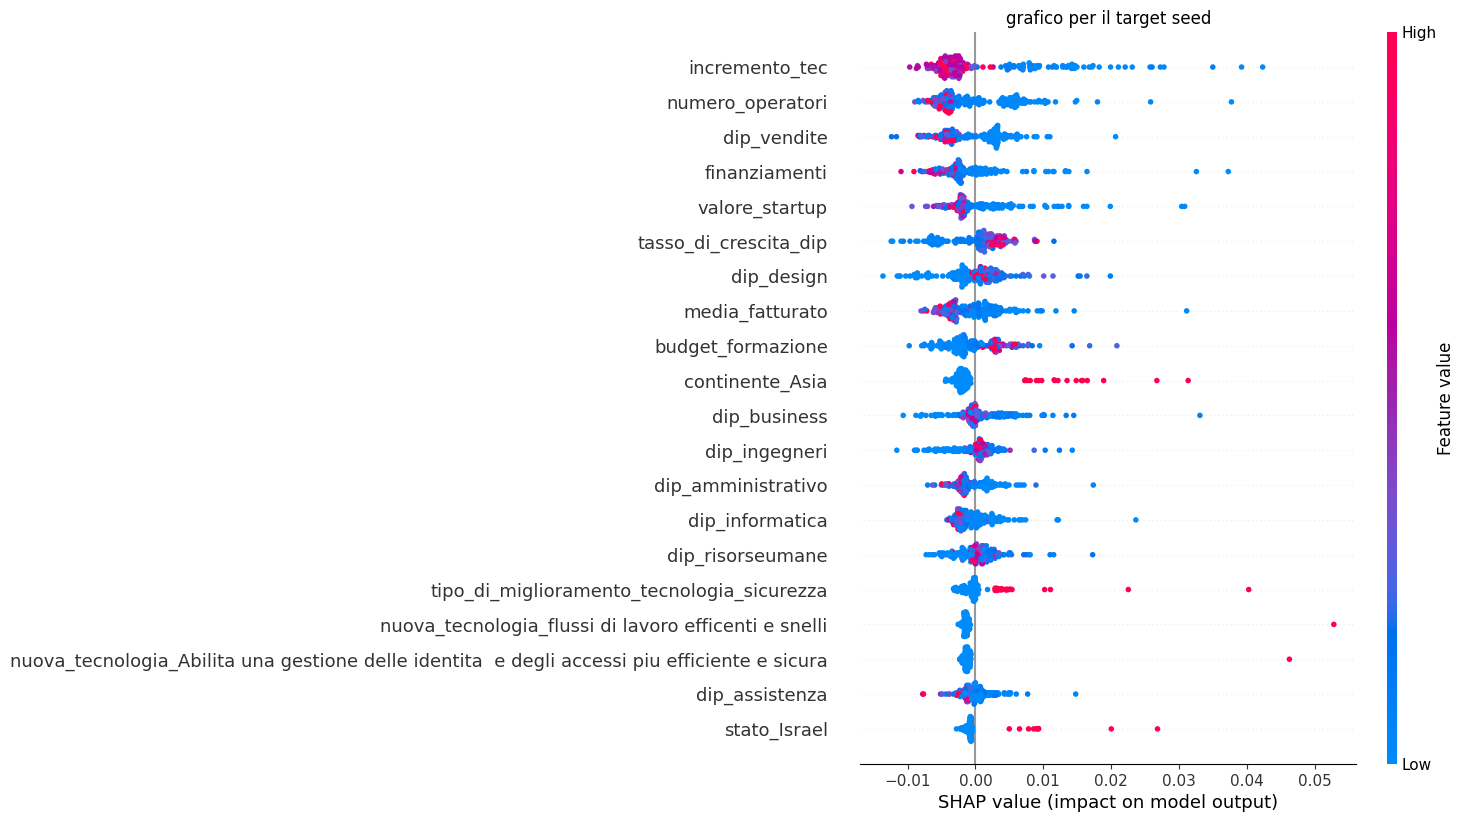 grafico per il target seed
High
incremento_tec
numero_operatori
dip_vendite
finanziamenti
valore_startup
tasso_di_crescita_dip
dip_design
media_fatturato
budget_formazione
continente_Asia
dip_business
dip_ingegneri
dip_amministrativo
dip_informatica
dip_risorseumane
tipo_di_miglioramento_tecnologia_sicurezza
nuova_tecnologia_flussi di lavoro efficenti e snelli
nuova_tecnologia_Abilita una gestione delle identita  e degli accessi piu efficiente e sicura
dip_assistenza
stato_Israel
Feature value
Low
−0.01 0.00 0.01 0.02 0.03 0.04 0.05
SHAP value (impact on model output)